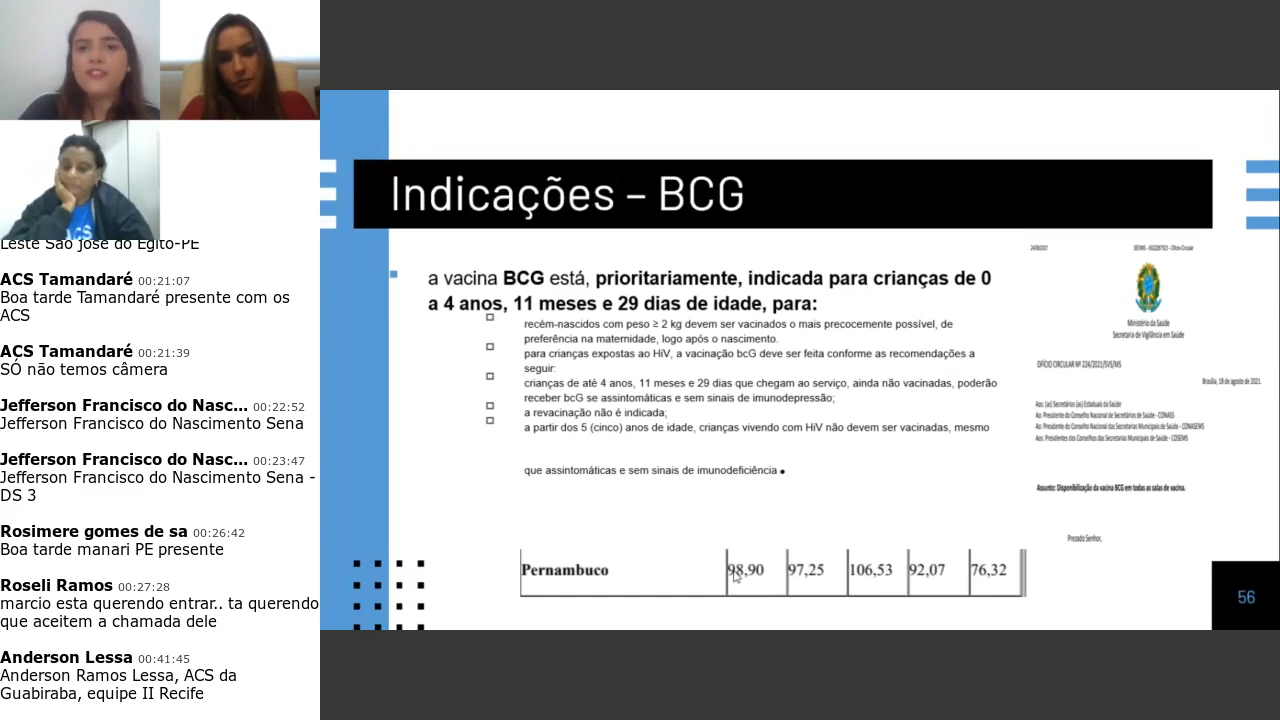 Leste São José do Egito-PE
ACS Tamandaré 00:21:07
Boa tarde Tamandaré presente com os
ACS
ACS Tamandaré 00:21:39
SÓ não temos câmera
Jefferson Francisco do Nasc... 00:22:52
Jefferson Francisco do Nascimento Sena
Jefferson Francisco do Nasc... 00:23:47
Jefferson Francisco do Nascimento Sena -
DS 3
Rosimere gomes de sa 00:26:42
Boa tarde manari PE presente
Roseli Ramos 00:27:28
marcio esta querendo entrar.. ta querendo
que aceitem a chamada dele
Anderson Lessa 00:41:45
Anderson Ramos Lessa, ACS da
Guabiraba, equipe II Recife
Indicações – BCG
a vacina BCG está, prioritariamente, indicada para crianças de 0
a 4 anos, 11 meses e 29 dias de idade, para:
recém-nascidos com peso ≥ 2 kg devem ser vacinados o mais precocemente possível, de
preferência na maternidade, logo após o nascimento.
para crianças expostas ao HiV, a vacinação bcG deve ser feita conforme as recomendações a
seguir:
crianças de até 4 anos, 11 meses e 29 dias que chegam ao serviço, ainda não vacinadas, poderão
receber bcG se assintomáticas e sem sinais de imunodepressão;
a revacinação não é indicada;
a partir dos 5 (cinco) anos de idade, crianças vivendo com HiV não devem ser vacinadas, mesmo
que assintomáticas e sem sinais de imunodeficiência •
Pernambuco 98,90 97,25 106,53 92,07 76,32
24/08/2021
Ministério da Saúde
Secretaria de Vigilância em Saúde
OFÍCIO CIRCULAR Nº 224/2021/SVS/MS
Brasília, 19 de agosto de 2021.
Aos: (as) Secretários (as) Estaduais da Saúde
Ao: Presidente do Conselho Nacional de Secretários de Saúde - CONASS
Ao: Presidente do Conselho Nacional das Secretarias Municipais de Saúde - CONASEMS
Aos: Presidentes dos Conselhos das Secretarias Municipais de Saúde - COSEMS
Assunto: Disponibilização da vacina BCG em todas as salas de vacina.
Prezado Senhor,
56
ACS